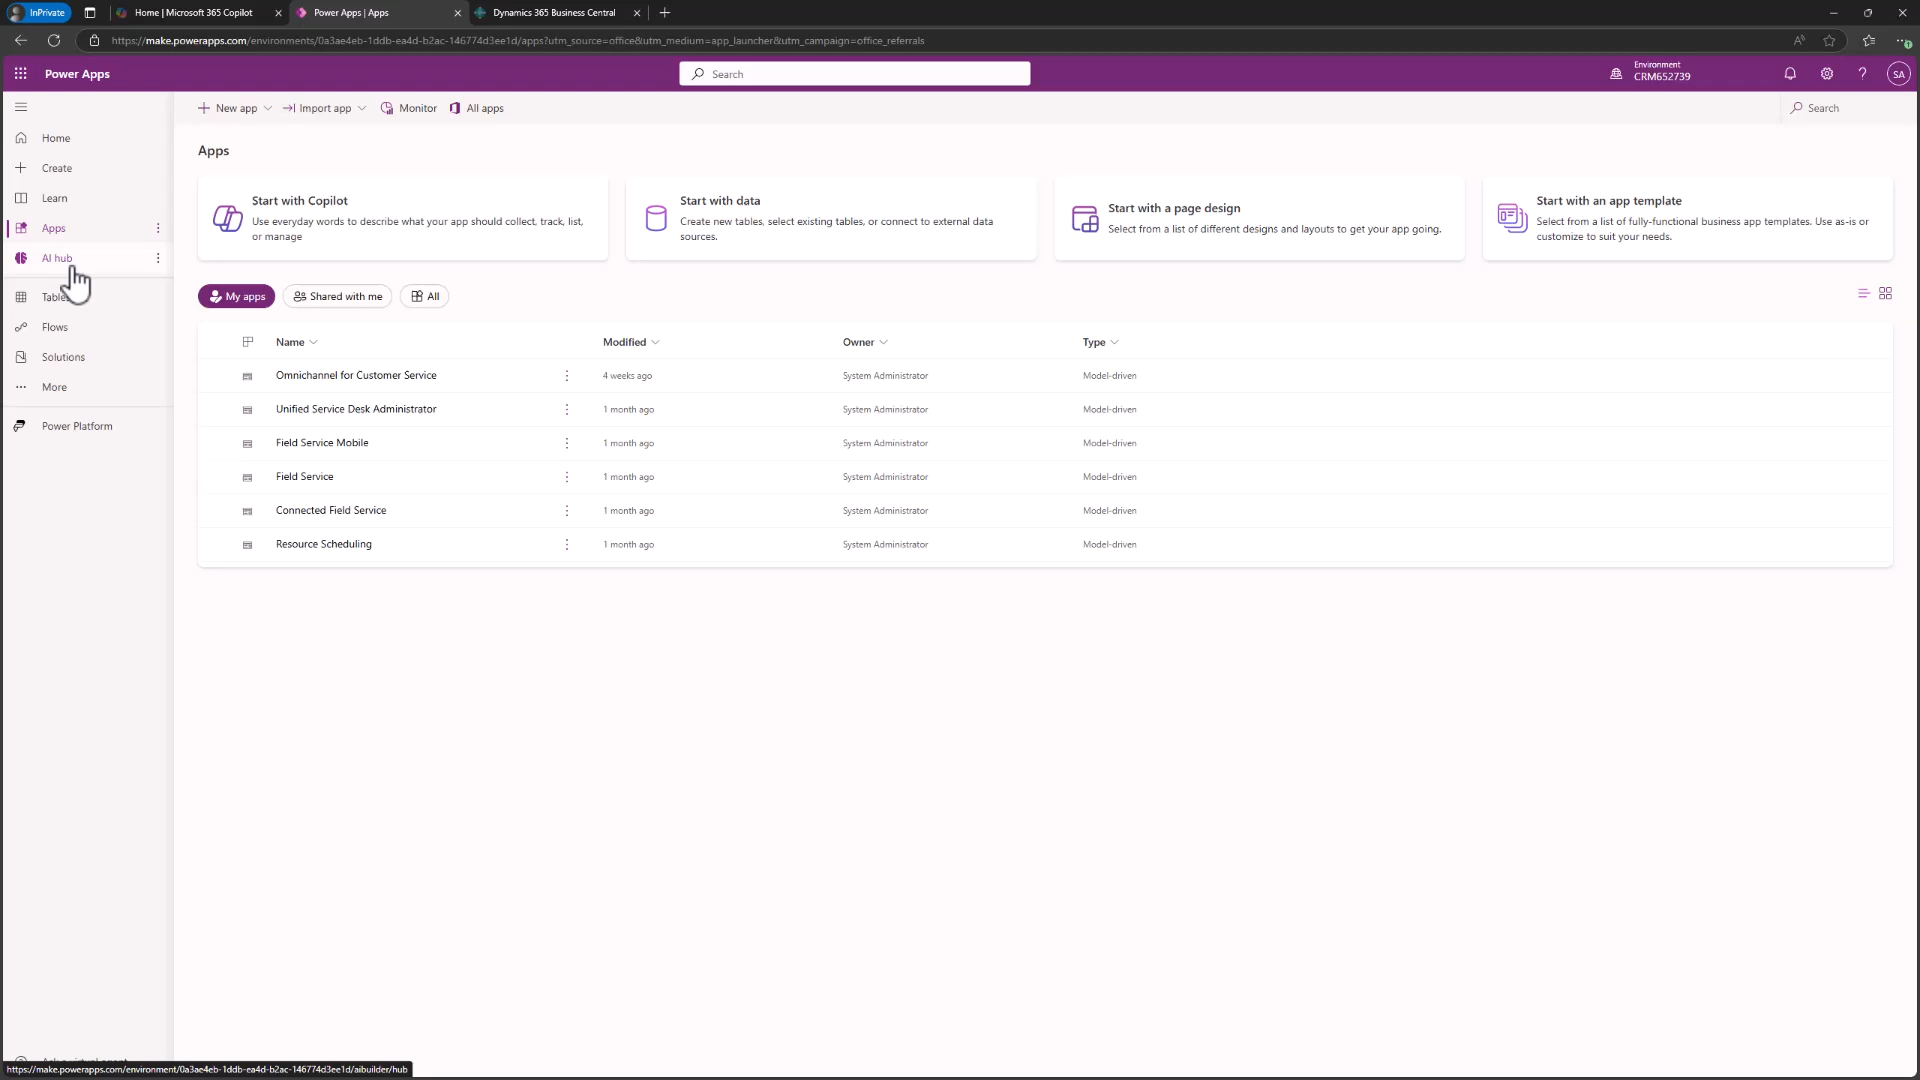 InPrivate
Home | Microsoft 365 Copilot
Power Apps | Apps
Dynamics 365 Business Central
https://make.powerapps.com/environments/0a3ae4eb-1ddb-ea4d-b2ac-146774d3ee1d/apps?utm_source=office&utm_medium=app_launcher&utm_campaign=office_referrals
Power Apps
Search
Environment
CRM652739
SA
New app
Import app
Monitor
All apps
Search
Home
Create
Learn
Apps
AI hub
Tables
Flows
Solutions
More
Power Platform
Apps
Start with Copilot
Use everyday words to describe what your app should collect, track, list,
or manage
Start with data
Create new tables, select existing tables, or connect to external data
sources.
Start with a page design
Select from a list of different designs and layouts to get your app going.
Start with an app template
Select from a list of fully-functional business app templates. Use as-is or
customize to suit your needs.
My apps
Shared with me
All
Name Modified Owner Type
Omnichannel for Customer Service 4 weeks ago System Administrator Model-driven
Unified Service Desk Administrator 1 month ago System Administrator Model-driven
Field Service Mobile 1 month ago System Administrator Model-driven
Field Service 1 month ago System Administrator Model-driven
Connected Field Service 1 month ago System Administrator Model-driven
Resource Scheduling 1 month ago System Administrator Model-driven
https://make.powerapps.com/environment/0a3ae4eb-1ddb-ea4d-b2ac-146774d3ee1d/aibuilder/hub